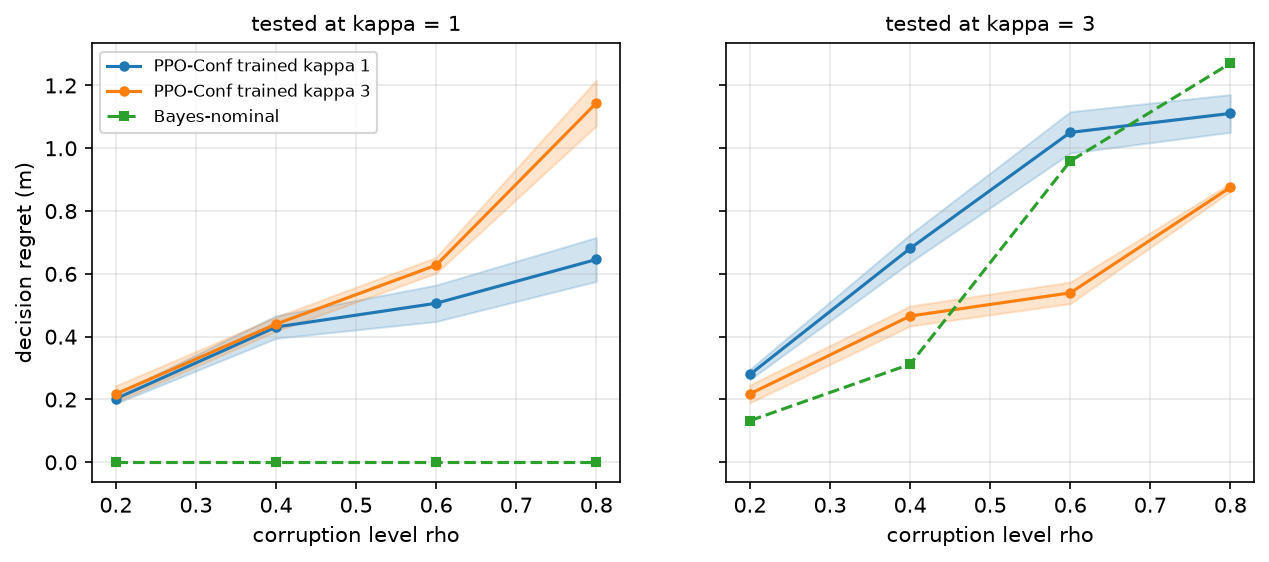 tested at kappa = 1
PPO-Conf trained kappa 1
PPO-Conf trained kappa 3
Bayes-nominal
decision regret (m)
1.2
1.0
0.8
0.6
0.4
0.2
0.0
0.2 0.3 0.4 0.5 0.6 0.7 0.8
corruption level rho
tested at kappa = 3
0.2 0.3 0.4 0.5 0.6 0.7 0.8
corruption level rho